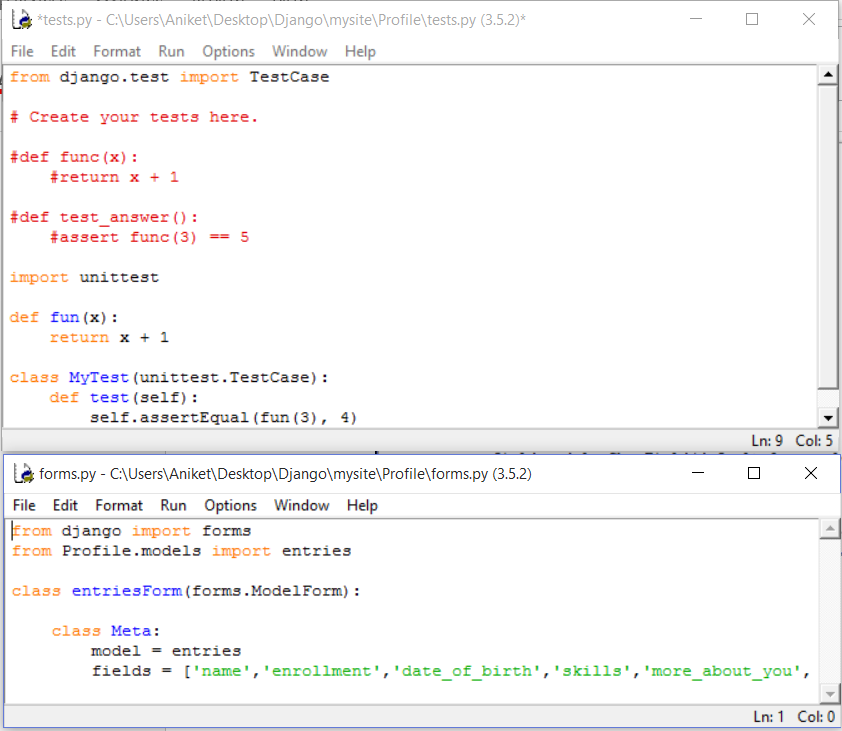 *tests.py - C:\Users\Aniket\Desktop\Django\mysite\Profile\tests.py (3.5.2)*
File Edit Format Run Options Window Help
from django.test import TestCase
# Create your tests here.
#def func(x):
    #return x + 1
#def test_answer():
    #assert func(3) == 5
import unittest
def fun(x):
    return x + 1
class MyTest(unittest.TestCase):
    def test(self):
        self.assertEqual(fun(3), 4)
Ln: 9 Col: 5
forms.py - C:\Users\Aniket\Desktop\Django\mysite\Profile\forms.py (3.5.2)
File Edit Format Run Options Window Help
from django import forms
from Profile.models import entries
class entriesForm(forms.ModelForm):
    class Meta:
        model = entries
        fields = ['name','enrollment','date_of_birth','skills','more_about_you',
Ln: 1 Col: 0